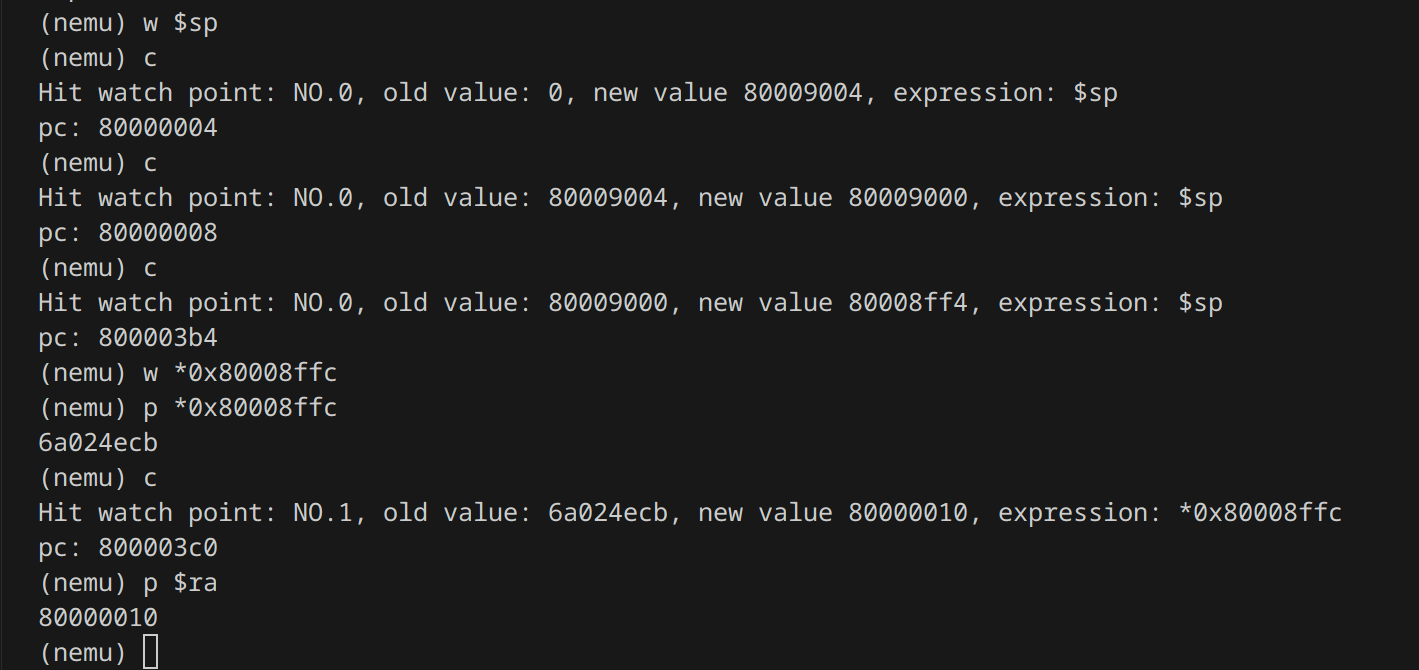 (nemu) w $sp
(nemu) c
Hit watch point: NO.0, old value: 0, new value 80009004, expression: $sp
pc: 80000004
(nemu) c
Hit watch point: NO.0, old value: 80009004, new value 80009000, expression: $sp
pc: 80000008
(nemu) c
Hit watch point: NO.0, old value: 80009000, new value 80008ff4, expression: $sp
pc: 800003b4
(nemu) w *0x80008ffc
(nemu) p *0x80008ffc
6a024ecb
(nemu) c
Hit watch point: NO.1, old value: 6a024ecb, new value 80000010, expression: *0x80008ffc
pc: 800003c0
(nemu) p $ra
80000010
(nemu)